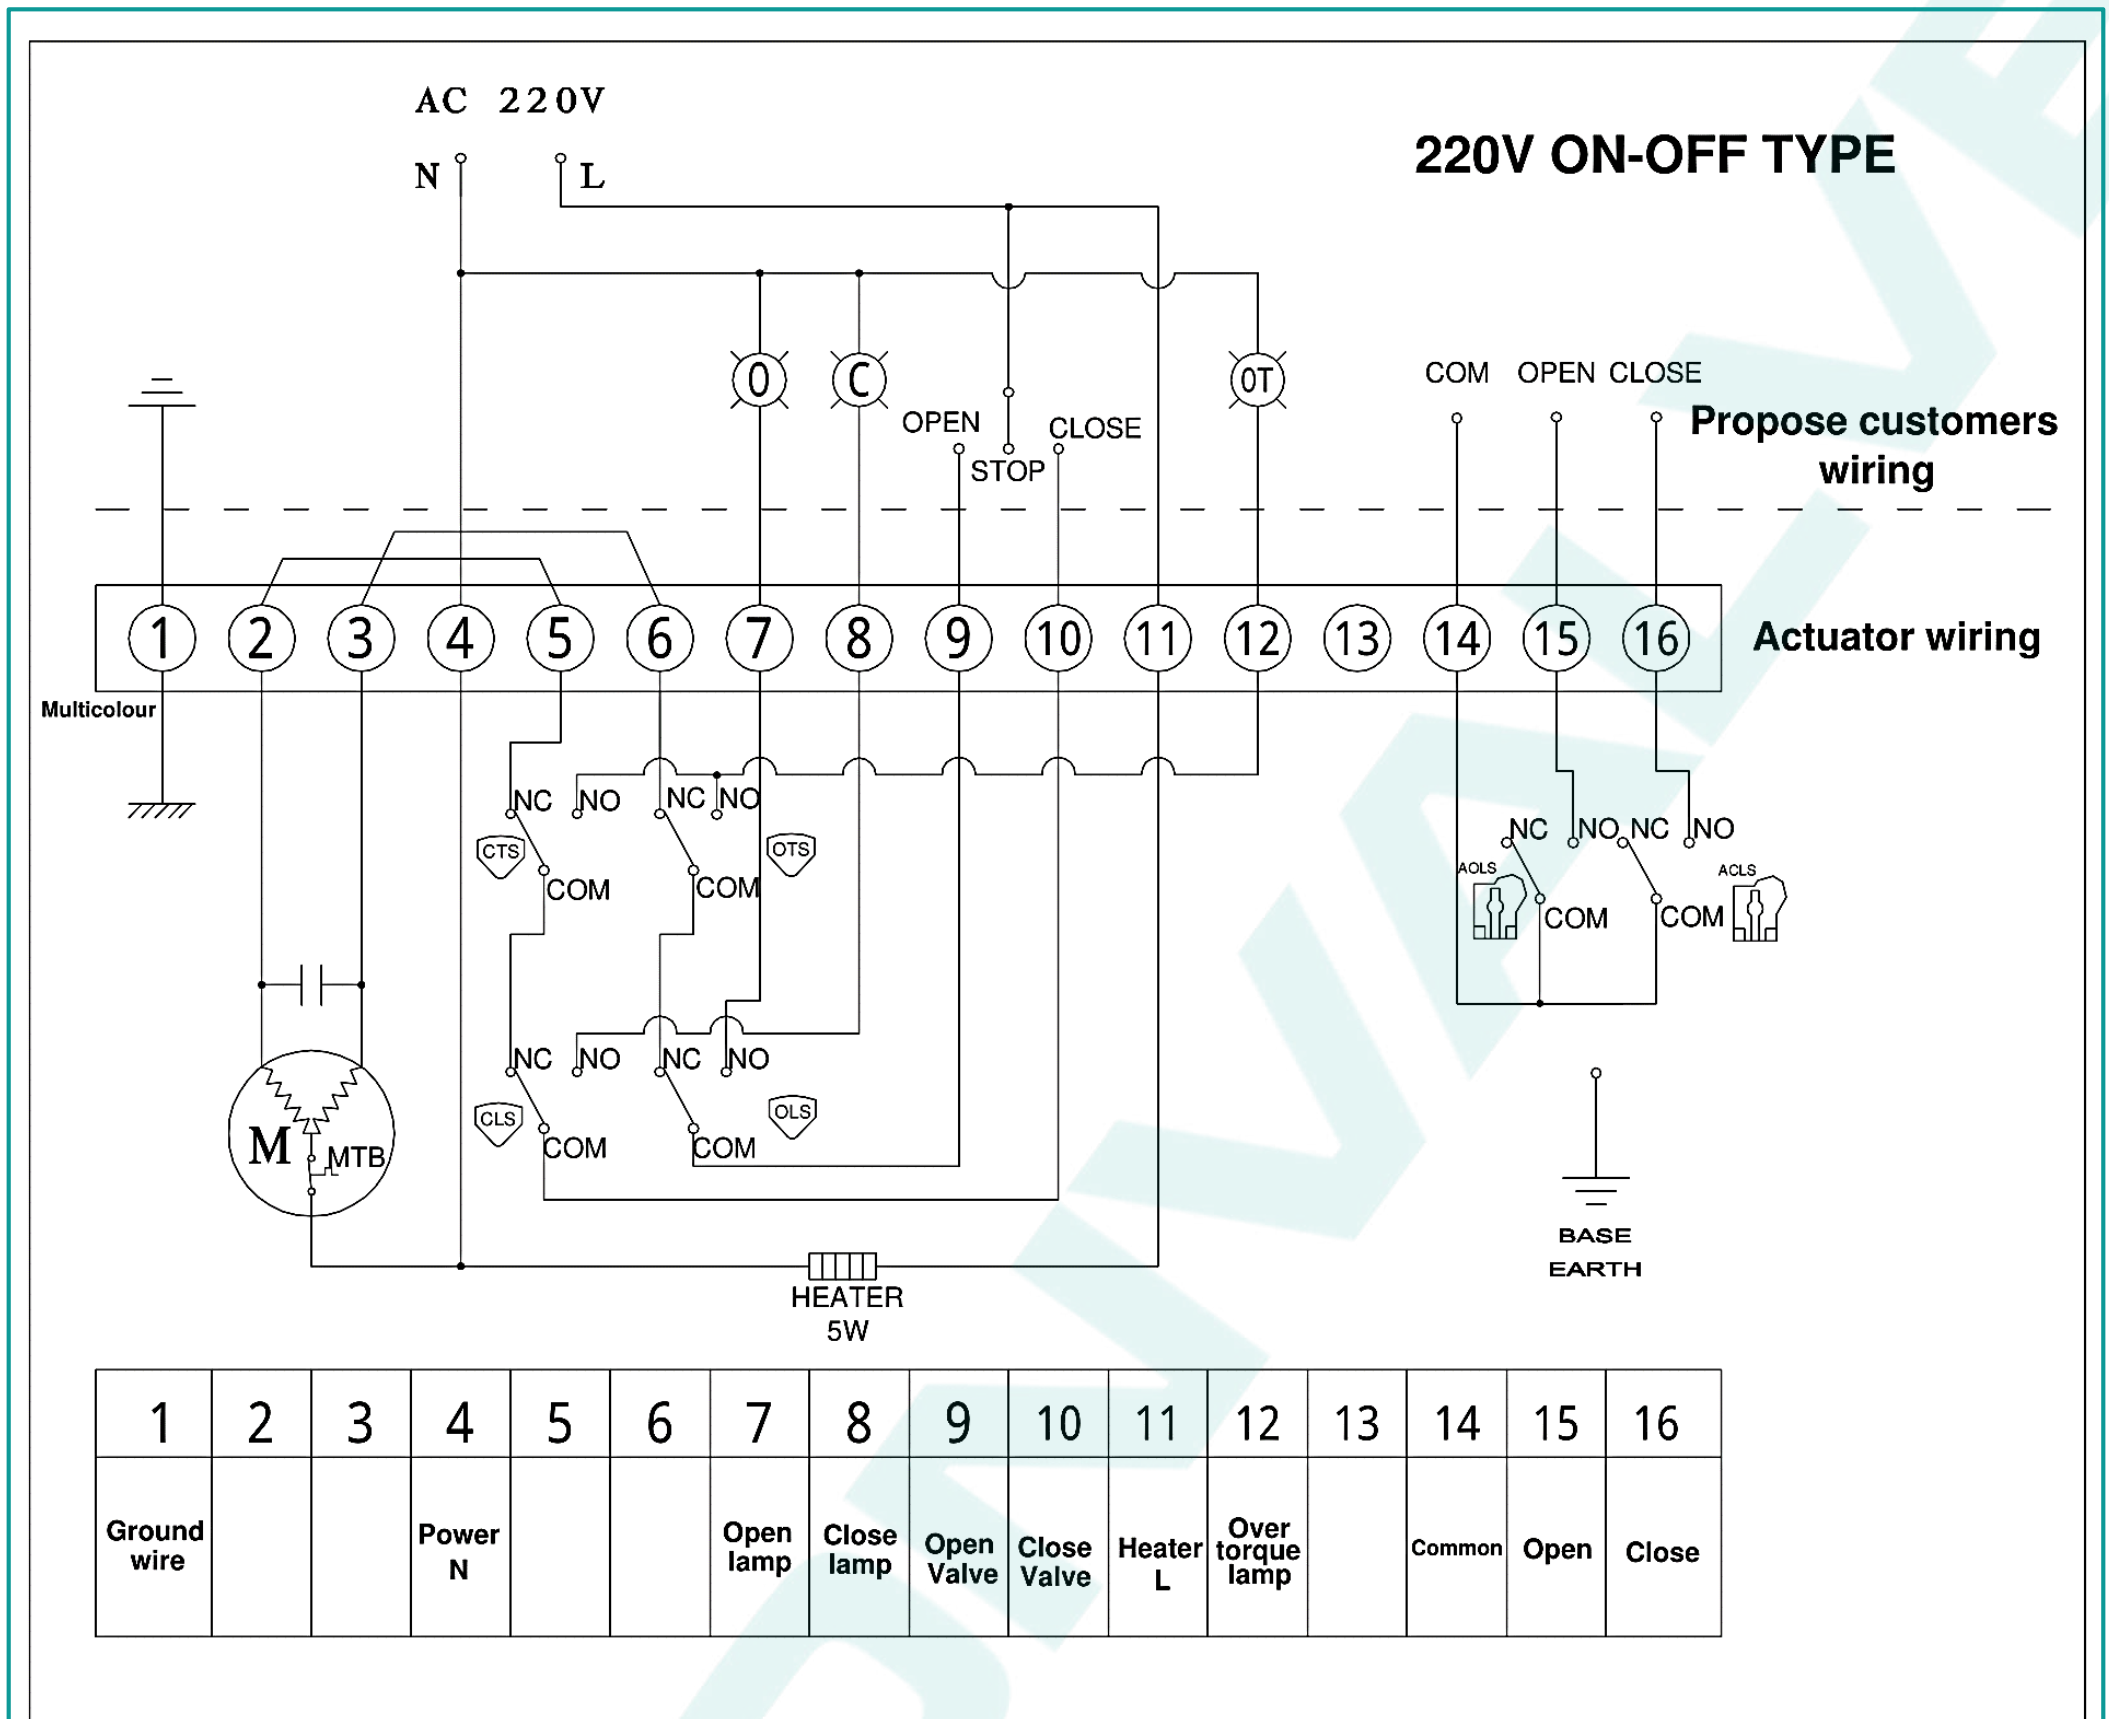 AC 220V
220V ON-OFF TYPE
N
L
O
C
OT
COM
OPEN
CLOSE
OPEN
CLOSE
STOP
Propose customers
wiring
1
2
3
4
5
6
7
8
9
10
11
12
13
14
15
16
Actuator wiring
Multicolour
NC
NO
NC
NO
CTS
OTS
COM
COM
NC
NO
NC
NO
AOLS
ACLS
COM
COM
NC
NO
NC
NO
CLS
OLS
COM
COM
M
MTB
HEATER
5W
BASE
EARTH
1
2
3
4
5
6
7
8
9
10
11
12
13
14
15
16
Ground
wire
Power
N
Open
lamp
Close
lamp
Open
Valve
Close
Valve
Heater
L
Over
torque
lamp
Common
Open
Close